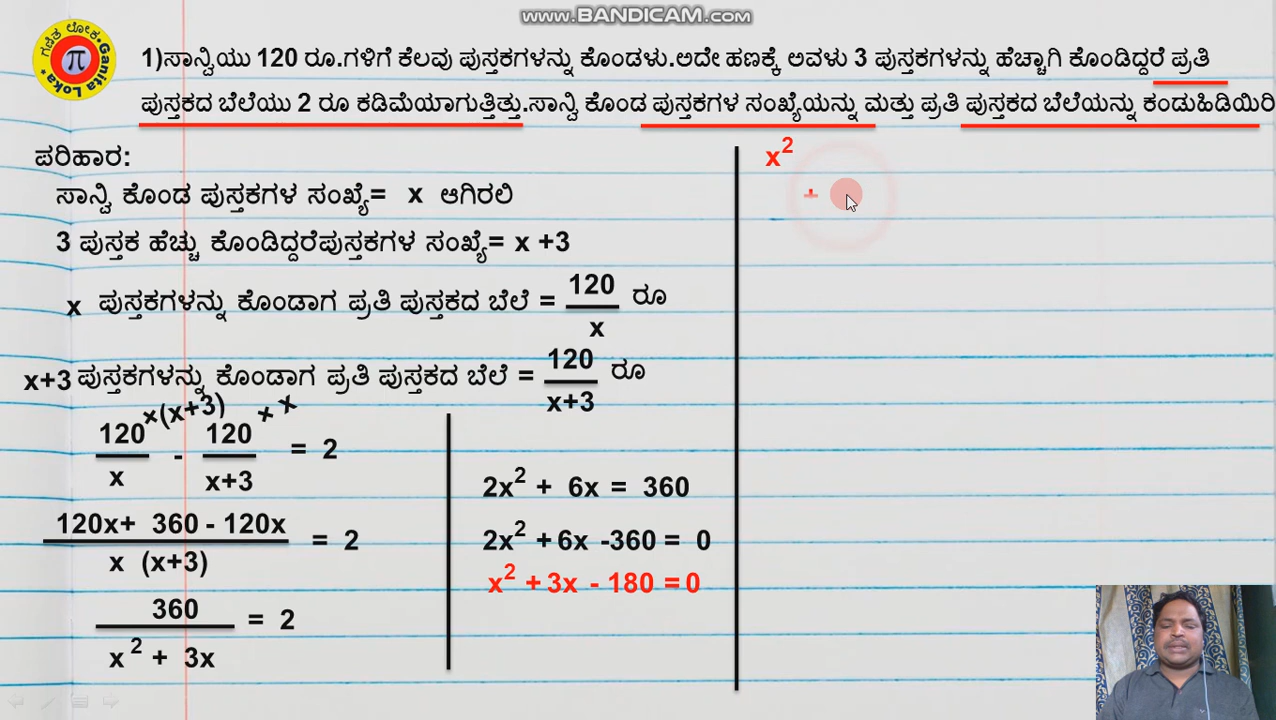 www.BANDICAM.com
ಗಣಿತ ಲೋಕ Ganita Loka π
1)ಸಾನ್ವಿಯು 120 ರೂ.ಗಳಿಗೆ ಕೆಲವು ಪುಸ್ತಕಗಳನ್ನು ಕೊಂಡಳು.ಅದೇ ಹಣಕ್ಕೆ ಅವಳು 3 ಪುಸ್ತಕಗಳನ್ನು ಹೆಚ್ಚಾಗಿ ಕೊಂಡಿದ್ದರೆ ಪ್ರತಿ
ಪುಸ್ತಕದ ಬೆಲೆಯು 2 ರೂ ಕಡಿಮೆಯಾಗುತ್ತಿತ್ತು.ಸಾನ್ವಿ ಕೊಂಡ ಪುಸ್ತಕಗಳ ಸಂಖ್ಯೆಯನ್ನು ಮತ್ತು ಪ್ರತಿ ಪುಸ್ತಕದ ಬೆಲೆಯನ್ನು ಕಂಡುಹಿಡಿಯಿರಿ
ಪರಿಹಾರ:
ಸಾನ್ವಿ ಕೊಂಡ ಪುಸ್ತಕಗಳ ಸಂಖ್ಯೆ= x ಆಗಿರಲಿ
3 ಪುಸ್ತಕ ಹೆಚ್ಚು ಕೊಂಡಿದ್ದರೆಪುಸ್ತಕಗಳ ಸಂಖ್ಯೆ= x +3
x ಪುಸ್ತಕಗಳನ್ನು ಕೊಂಡಾಗ ಪ್ರತಿ ಪುಸ್ತಕದ ಬೆಲೆ = 120/x ರೂ
x+3 ಪುಸ್ತಕಗಳನ್ನು ಕೊಂಡಾಗ ಪ್ರತಿ ಪುಸ್ತಕದ ಬೆಲೆ = 120/x+3 ರೂ
×(x+3) × x
120/x - 120/x+3 = 2
120x+ 360 - 120x / x (x+3) = 2
360 / x² + 3x = 2
2x² + 6x = 360
2x² + 6x -360 = 0
x² + 3x - 180 = 0
x²
+